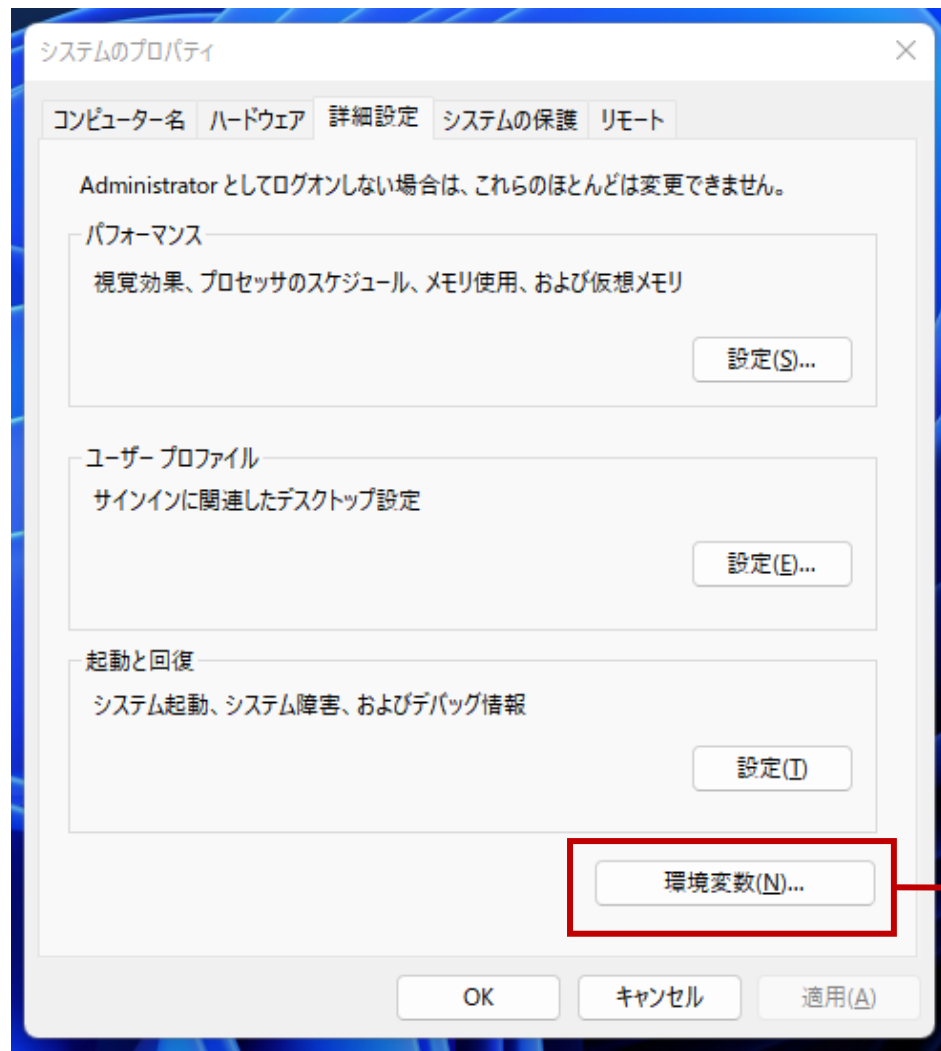 システムのプロパティ
コンピューター名 ハードウェア 詳細設定 システムの保護 リモート
Administrator としてログオンしない場合は、これらのほとんどは変更できません。
パフォーマンス
視覚効果、プロセッサのスケジュール、メモリ使用、および仮想メモリ
設定(S)...
ユーザー プロファイル
サインインに関連したデスクトップ設定
設定(E)...
起動と回復
システム起動、システム障害、およびデバッグ情報
設定(T)
環境変数(N)...
OK キャンセル 適用(A)